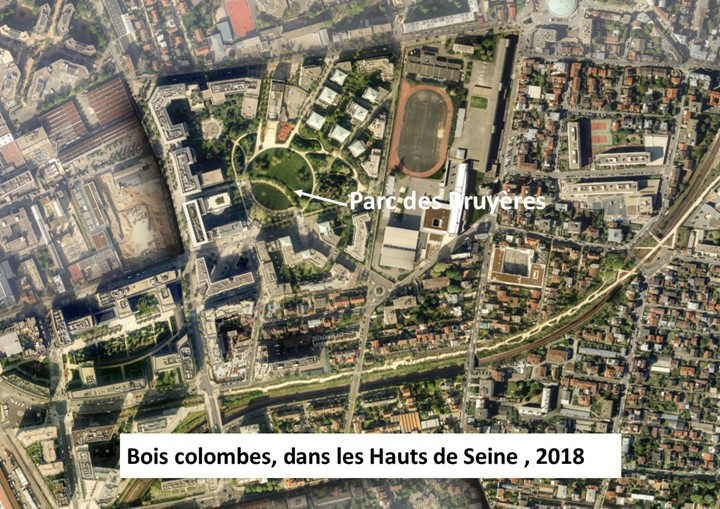 Parc des Bruyères
Bois colombes, dans les Hauts de Seine , 2018